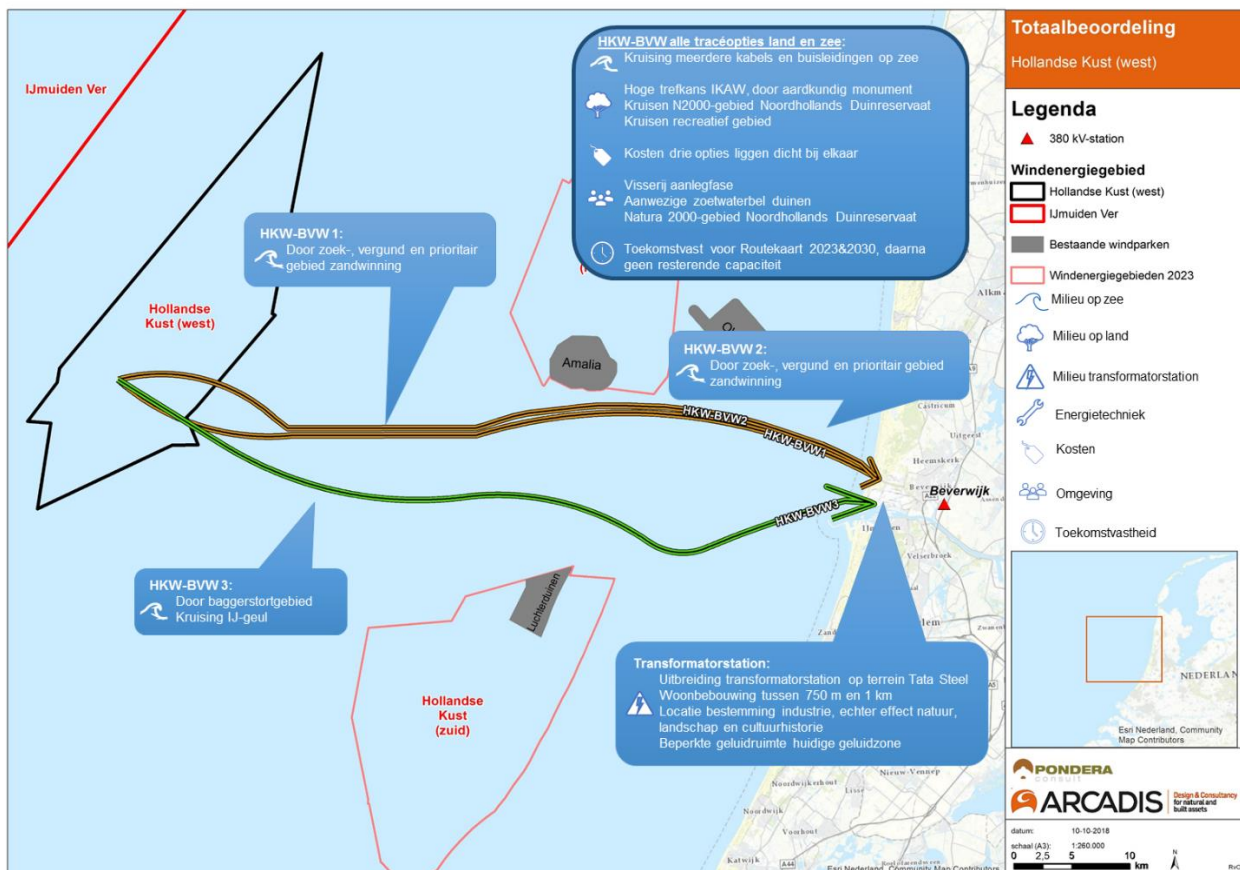 IJmuiden Ver
HKW-BVW alle tracéopties land en zee:
Kruising meerdere kabels en buisleidingen op zee
Hoge trefkans IKAW, door aardkundig monument
Kruisen N2000-gebied Noordhollands Duinreservaat
Kruisen recreatief gebied
Kosten drie opties liggen dicht bij elkaar
Visserij aanlegfase
Aanwezige zoetwaterbel duinen
Natura 2000-gebied Noordhollands Duinreservaat
Toekomstvast voor Routekaart 2023&2030, daarna
geen resterende capaciteit
HKW-BVW 1:
Door zoek-, vergund en prioritair
gebied zandwinning
Hollandse
Kust (west)
Amalia
HKW-BVW 2:
Door zoek-, vergund en prioritair gebied
zandwinning
HKW-BVW2
HKW-BVW1
HKW-BVW3
Castricum
Uitgeest
Heemskerk
Beverwijk
Velserbroek
HKW-BVW 3:
Door baggerstortgebied
Kruising IJ-geul
Luchterduinen
Hollandse
Kust
(zuid)
Transformatorstation:
Uitbreiding transformatorstation op terrein Tata Steel
Woonbebouwing tussen 750 m en 1 km
Locatie bestemming industrie, echter effect natuur,
landschap en cultuurhistorie
Beperkte geluidruimte huidige geluidzone
Nieuw-Vennep
Noordwijkerhout
Lisse
Noordwijk
Voorhout
Katwijk
A44
Esri Nederland, Community Map Contributors
Totaalbeoordeling
Hollandse Kust (west)
Legenda
380 kV-station
Windenergiegebied
Hollandse Kust (west)
IJmuiden Ver
Bestaande windparken
Windenergiegebieden 2023
Milieu op zee
Milieu op land
Milieu transformatorstation
Energietechniek
Kosten
Omgeving
Toekomstvastheid
NEDERLAND
Esri Nederland, Community
Map Contributors
PONDERA
consult
ARCADIS
Design & Consultancy
for natural and
built assets
datum: 10-10-2018
schaal (A3): 1:260.000
0 2,5 5 10
km
N